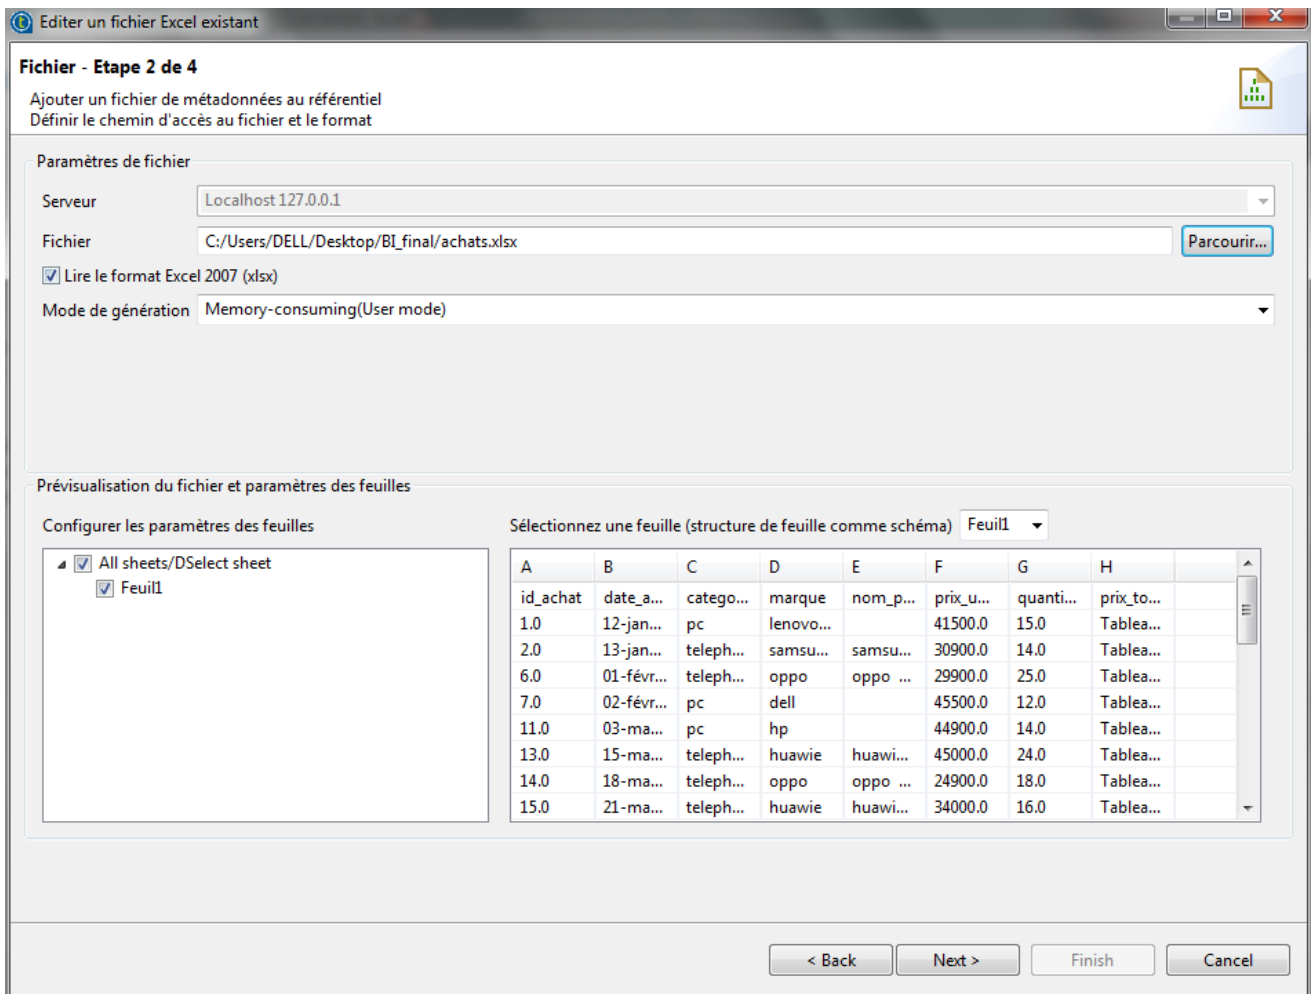 Editer un fichier Excel existant
Fichier - Etape 2 de 4
Ajouter un fichier de métadonnées au référentiel
Définir le chemin d'accès au fichier et le format
Paramètres de fichier
Serveur Localhost 127.0.0.1
Fichier C:/Users/DELL/Desktop/BI_final/achats.xlsx Parcourir...
Lire le format Excel 2007 (xlsx)
Mode de génération Memory-consuming(User mode)
Prévisualisation du fichier et paramètres des feuilles
Configurer les paramètres des feuilles
All sheets/DSelect sheet
Feuil1
Sélectionnez une feuille (structure de feuille comme schéma) Feuil1
A B C D E F G H
id_achat date_a... catego... marque nom_p... prix_u... quanti... prix_to...
1.0 12-jan... pc lenovo... 41500.0 15.0 Tablea...
2.0 13-jan... teleph... samsu... samsu... 30900.0 14.0 Tablea...
6.0 01-févr... teleph... oppo oppo ... 29900.0 25.0 Tablea...
7.0 02-févr... pc dell 45500.0 12.0 Tablea...
11.0 03-ma... pc hp 44900.0 14.0 Tablea...
13.0 15-ma... teleph... huawie huawi... 45000.0 24.0 Tablea...
14.0 18-ma... teleph... oppo oppo ... 24900.0 18.0 Tablea...
15.0 21-ma... teleph... huawie huawi... 34000.0 16.0 Tablea...
< Back Next > Finish Cancel